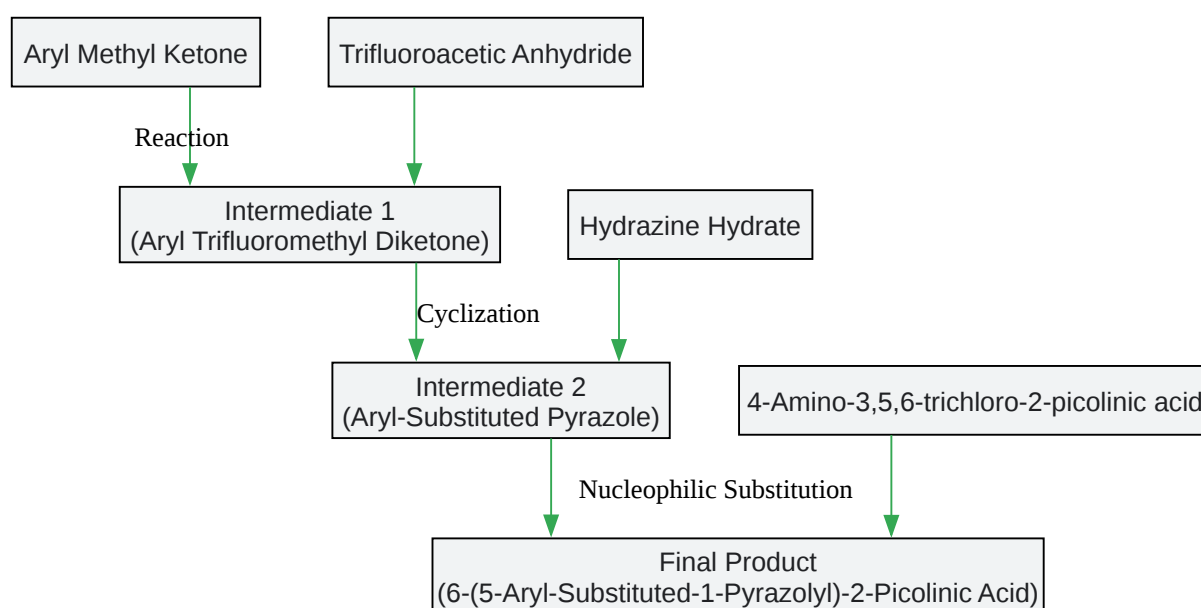 Aryl Methyl Ketone
Trifluoroacetic Anhydride
Reaction
Intermediate 1
(Aryl Trifluoromethyl Diketone)
Hydrazine Hydrate
Cyclization
Intermediate 2
(Aryl-Substituted Pyrazole)
4-Amino-3,5,6-trichloro-2-picolinic acid
Nucleophilic Substitution
Final Product
(6-(5-Aryl-Substituted-1-Pyrazolyl)-2-Picolinic Acid)